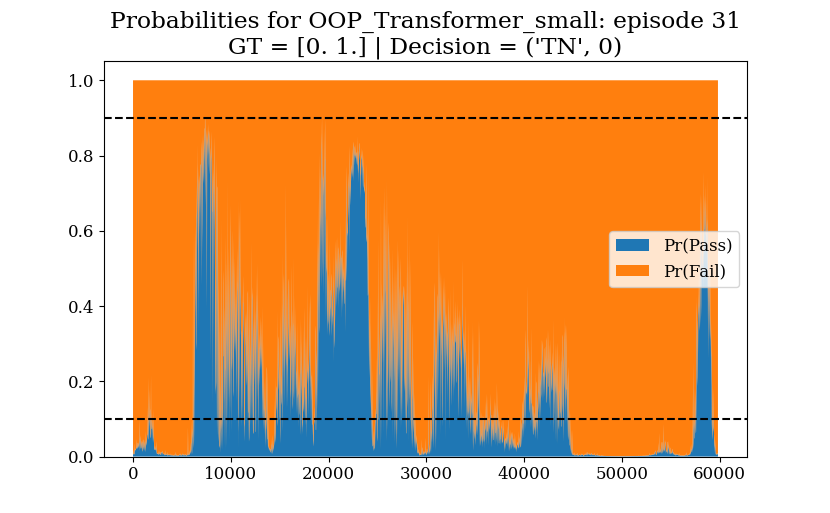 Probabilities for OOP_Transformer_small: episode 31
GT = [0. 1.] | Decision = ('TN', 0)
1.0
0.8
0.6
0.4
0.2
0.0
Pr(Pass)
Pr(Fail)
0 10000 20000 30000 40000 50000 60000